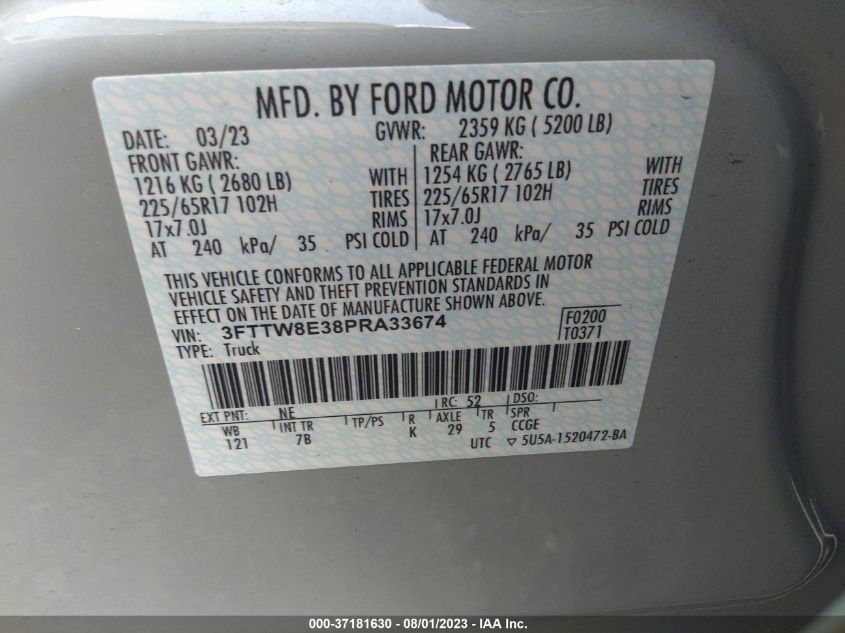 MFD. BY FORD MOTOR CO.
DATE: 03/23 GVWR: 2359 KG ( 5200 LB)
FRONT GAWR: REAR GAWR:
1216 KG ( 2680 LB) WITH 1254 KG ( 2765 LB) WITH
225/65R17 102H TIRES 225/65R17 102H TIRES
17x7.0J RIMS 17x7.0J RIMS
AT 240 kPa/ 35 PSI COLD AT 240 kPa/ 35 PSI COLD
THIS VEHICLE CONFORMS TO ALL APPLICABLE FEDERAL MOTOR
VEHICLE SAFETY AND THEFT PREVENTION STANDARDS IN
EFFECT ON THE DATE OF MANUFACTURE SHOWN ABOVE.
VIN: 3FTTW8E38PRA33674 F0200
TYPE: Truck T0371
EXT PNT: NE RC: 52 DSO:
WB INT TR TP/PS R AXLE TR SPR
121 7B K 29 5 CCGE
UTC ▽ 5U5A-1520472-BA
000-37181630 - 08/01/2023 - IAA Inc.